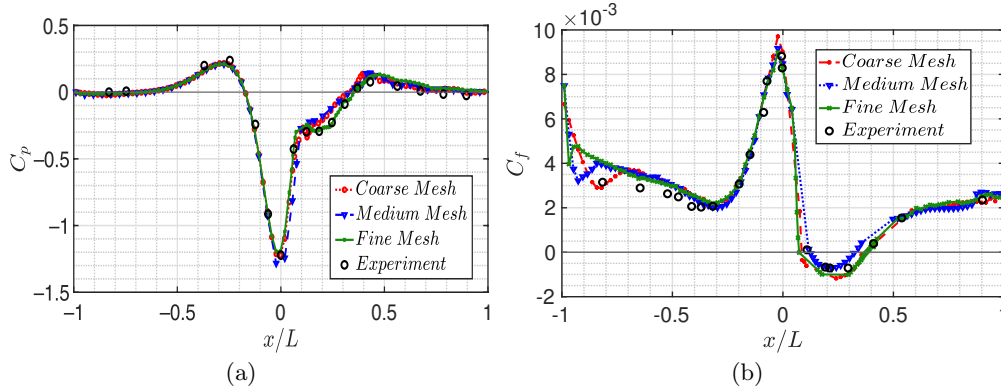 0.5
0
−0.5
−1
−1.5
C_p
Coarse Mesh
Medium Mesh
Fine Mesh
Experiment
−1 −0.5 0 0.5 1
x/L
(a)
10 ×10⁻³
8
6
4
2
0
-2
C_f
Coarse Mesh
Medium Mesh
Fine Mesh
Experiment
-1 -0.5 0 0.5 1
x/L
(b)